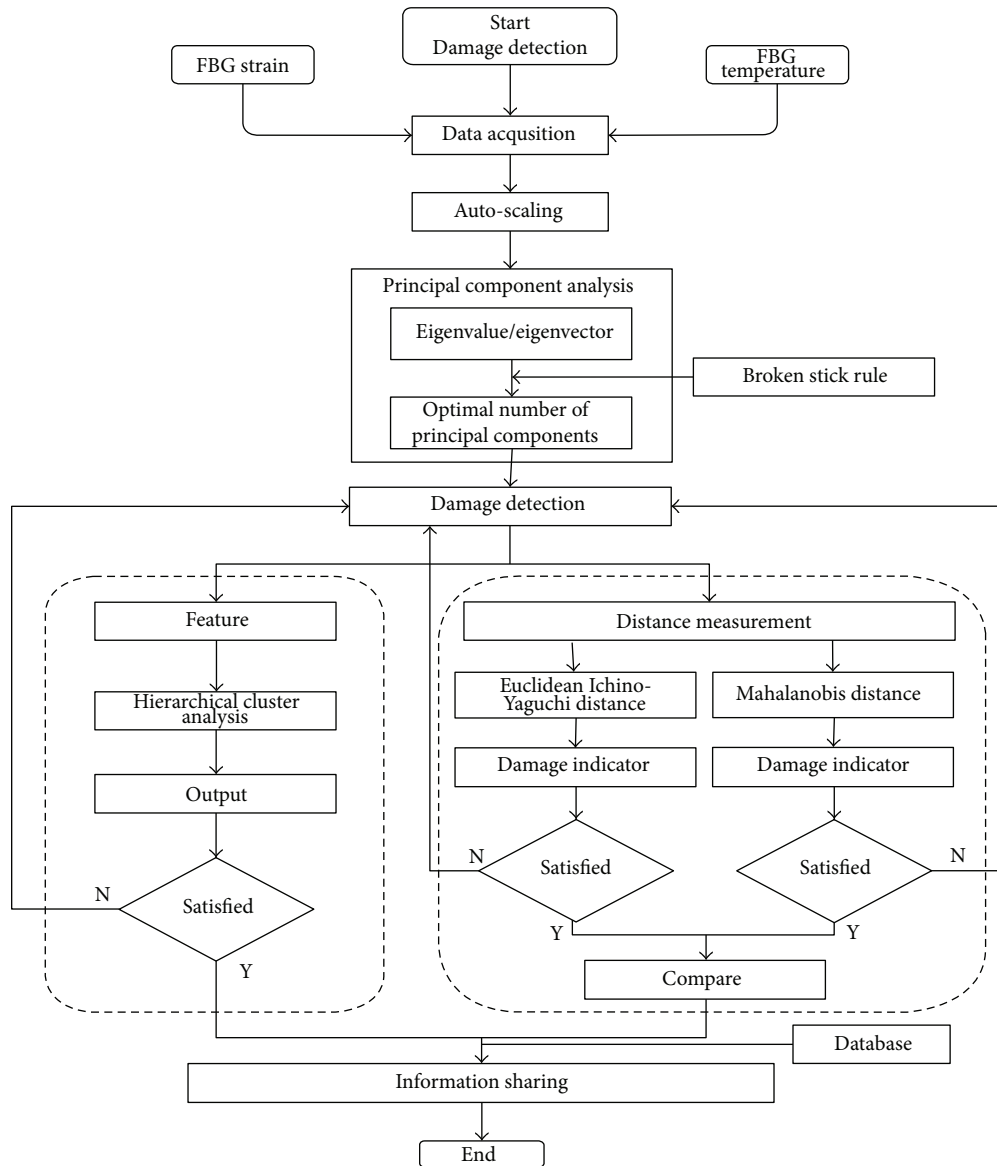 Start
Damage detection
FBG strain
FBG
temperature
Data acqusition
Auto-scaling
Principal component analysis
Eigenvalue/eigenvector
Broken stick rule
Optimal number of
principal components
Damage detection
Feature
Hierarchical cluster
analysis
Output
N
Satisfied
Y
Distance measurement
Euclidean Ichino-
Yaguchi distance
Mahalanobis distance
Damage indicator
Damage indicator
N
Satisfied
Satisfied
N
Y
Y
Compare
Database
Information sharing
End